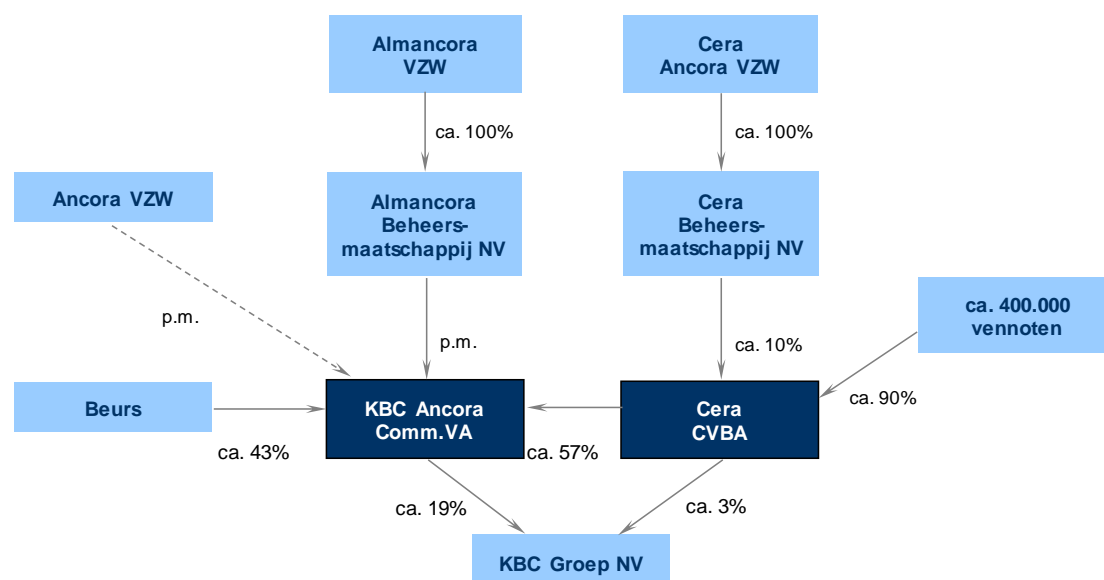 Almancora
VZW
Cera
Ancora VZW
ca. 100%
ca. 100%
Ancora VZW
Almancora
Beheers-
maatschappij NV
Cera
Beheers-
maatschappij NV
ca. 400.000
vennoten
p.m.
p.m.
ca. 10%
ca. 90%
Beurs
KBC Ancora
Comm.VA
Cera
CVBA
ca. 43%
ca. 57%
ca. 19%
ca. 3%
KBC Groep NV